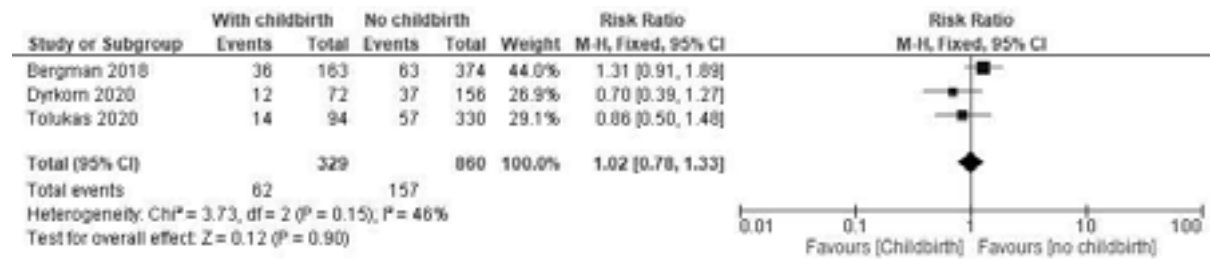 With childbirth No childbirth Risk Ratio Risk Ratio
Study or Subgroup Events Total Events Total Weight M-H, Fixed, 95% CI M-H, Fixed, 95% CI
Bergman 2018 36 163 63 374 44.0% 1.31 [0.91, 1.89]
Dyrkorn 2020 12 72 37 156 26.9% 0.70 [0.39, 1.27]
Tolukas 2020 14 94 57 330 29.1% 0.86 [0.50, 1.48]
Total (95% CI) 329 860 100.0% 1.02 [0.78, 1.33]
Total events 62 157
Heterogeneity: Chi² = 3.73, df = 2 (P = 0.15); I² = 46%
Test for overall effect: Z = 0.12 (P = 0.90)
0.01 0.1 1 10 100
Favours [Childbirth] Favours [no childbirth]